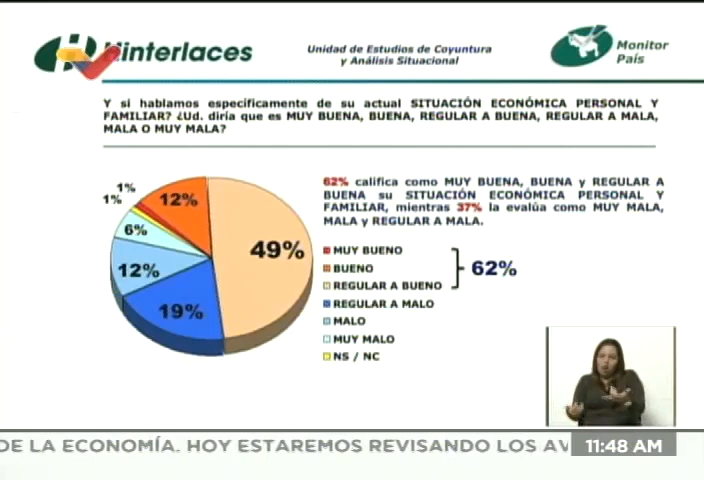 Hinterlaces
Unidad de Estudios de Coyuntura
y Análisis Situacional
Monitor
País
Y si hablamos específicamente de su actual SITUACIÓN ECONÓMICA PERSONAL Y
FAMILIAR? ¿Ud. diría que es MUY BUENA, BUENA, REGULAR A BUENA, REGULAR A MALA,
MALA O MUY MALA?
1%
1%
12%
6%
49%
12%
19%
62% califica como MUY BUENA, BUENA y REGULAR A
BUENA su SITUACIÓN ECONÓMICA PERSONAL Y
FAMILIAR, mientras 37% la evalúa como MUY MALA,
MALA y REGULAR A MALA.
MUY BUENO
BUENO
REGULAR A BUENO
62%
REGULAR A MALO
MALO
MUY MALO
NS / NC
DE LA ECONOMÍA. HOY ESTAREMOS REVISANDO LOS AV
11:48 AM